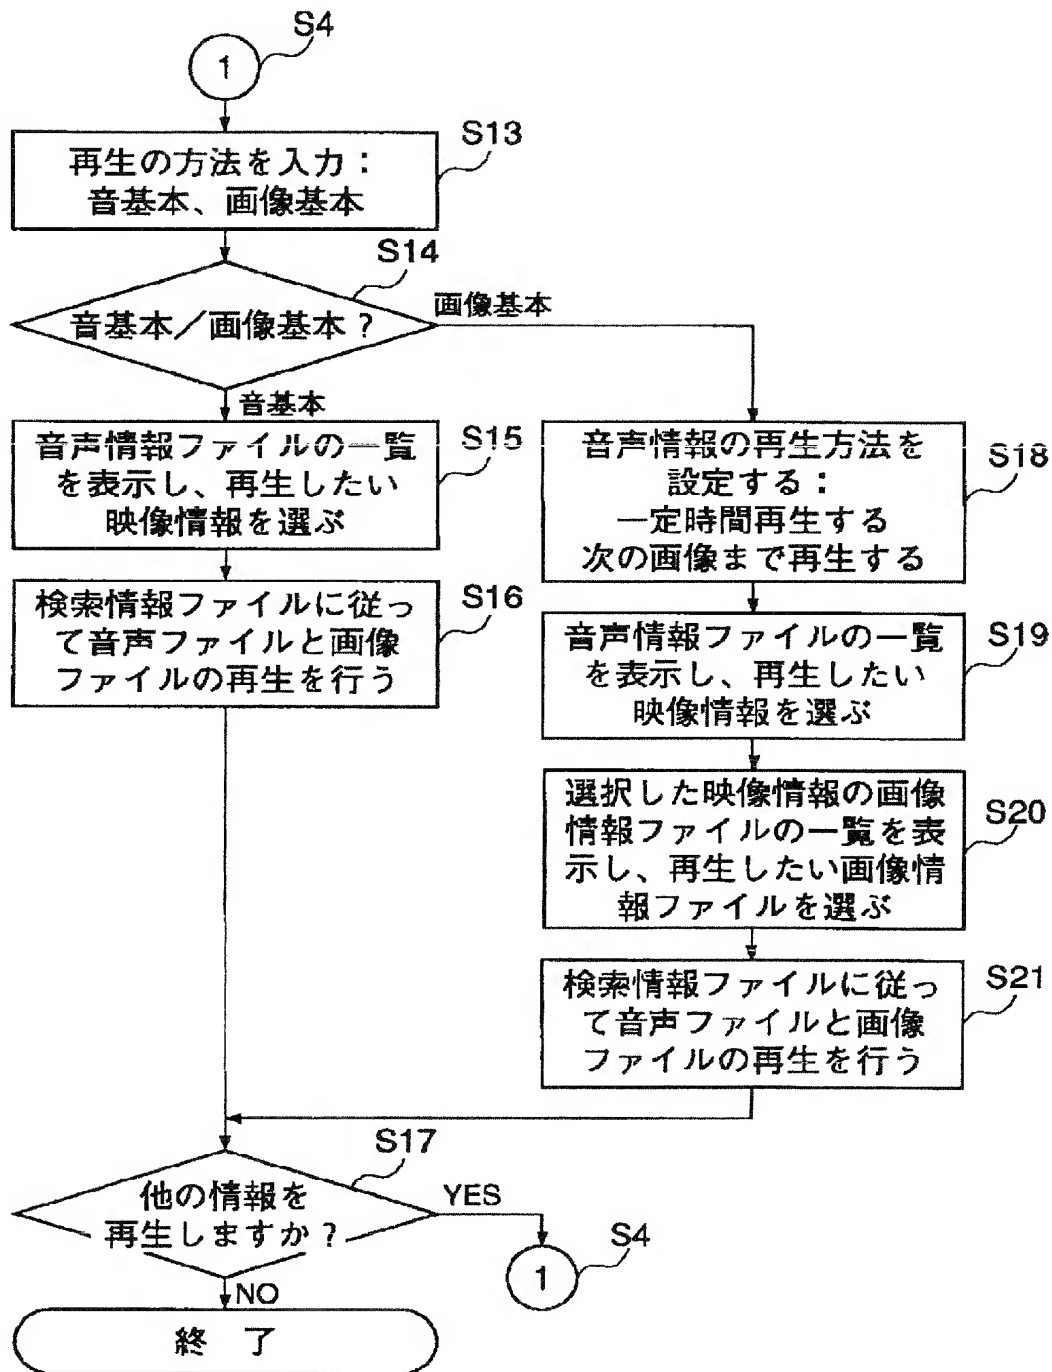 S4
1
S13
再生の方法を入力：
音基本、画像基本
S14
音基本／画像基本？
画像基本
音基本
S15
音声情報ファイルの一覧
を表示し、再生したい
映像情報を選ぶ
S16
検索情報ファイルに従っ
て音声ファイルと画像
ファイルの再生を行う
S18
音声情報の再生方法を
設定する：
一定時間再生する
次の画像まで再生する
S19
音声情報ファイルの一覧
を表示し、再生したい
映像情報を選ぶ
S20
選択した映像情報の画像
情報ファイルの一覧を表
示し、再生したい画像情
報ファイルを選ぶ
S21
検索情報ファイルに従っ
て音声ファイルと画像
ファイルの再生を行う
S17
他の情報を
再生しますか？
YES
S4
1
NO
終 了